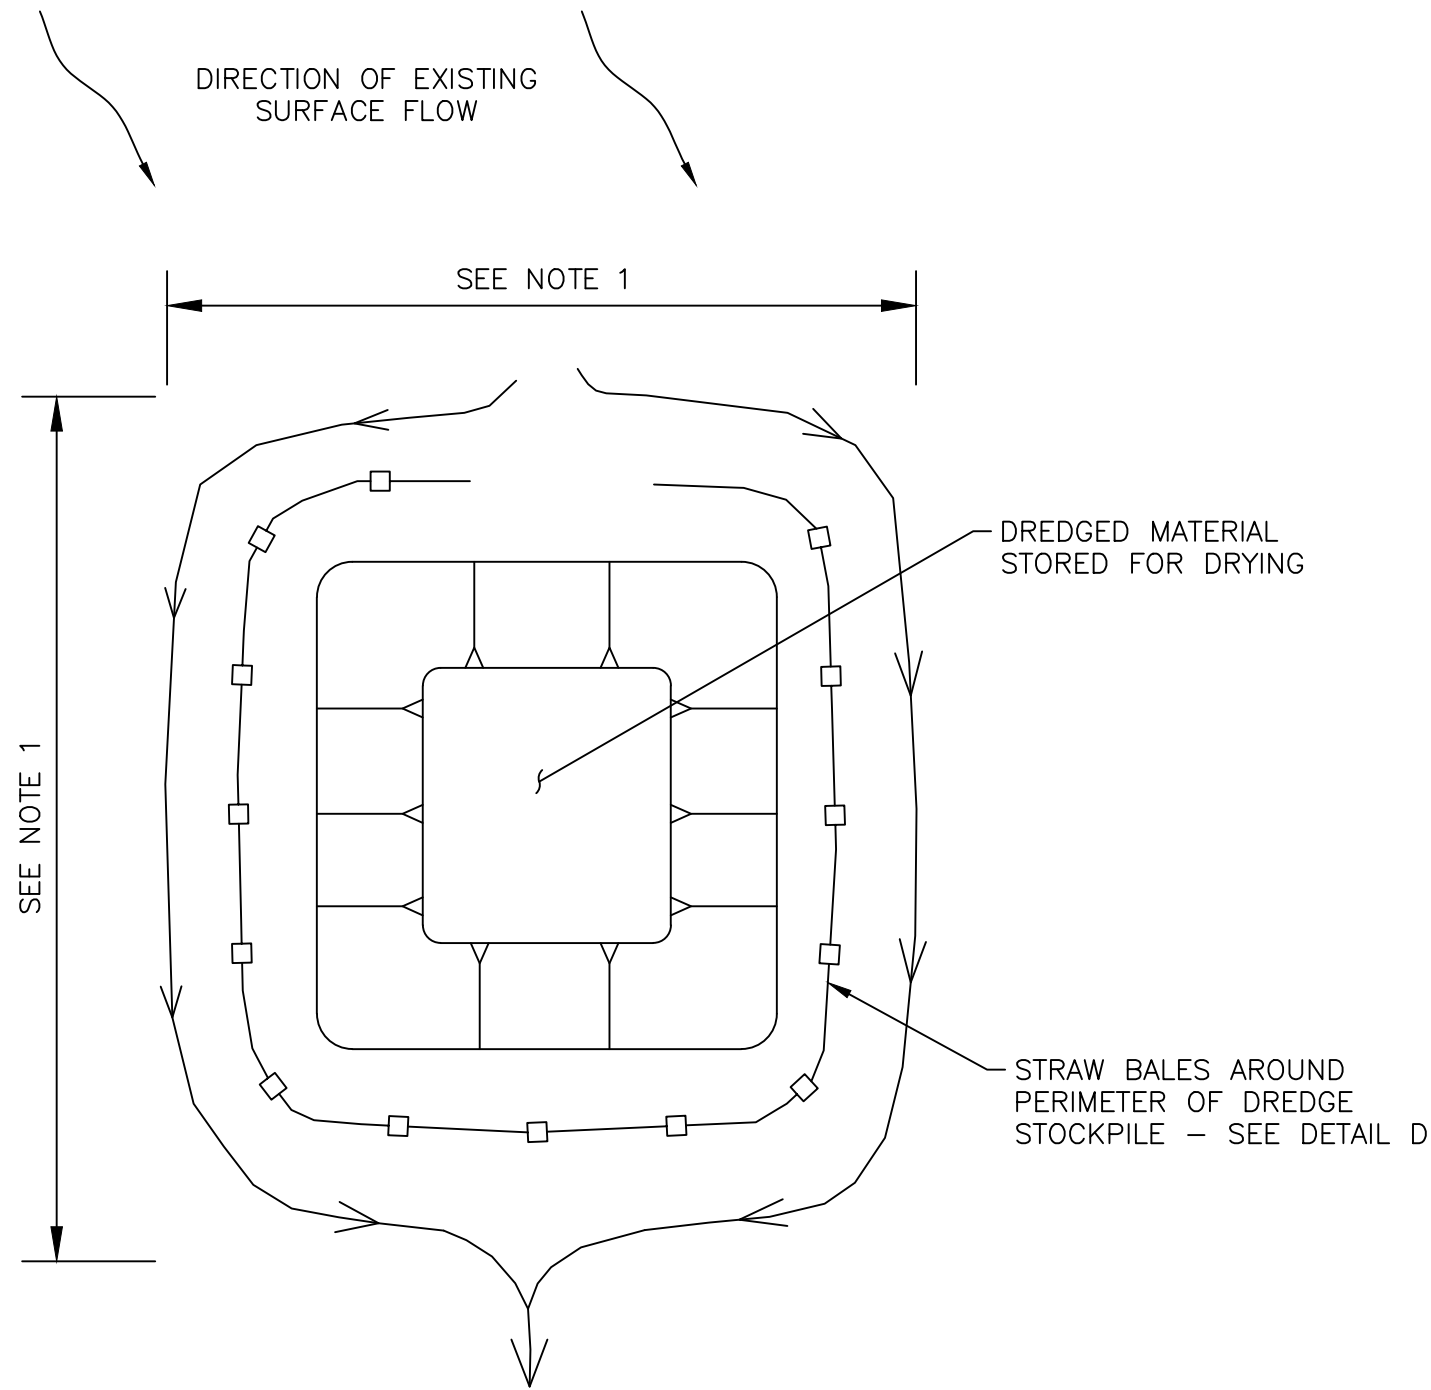 DIRECTION OF EXISTING
SURFACE FLOW
SEE NOTE 1
SEE NOTE 1
DREDGED MATERIAL
STORED FOR DRYING
STRAW BALES AROUND
PERIMETER OF DREDGE
STOCKPILE – SEE DETAIL D